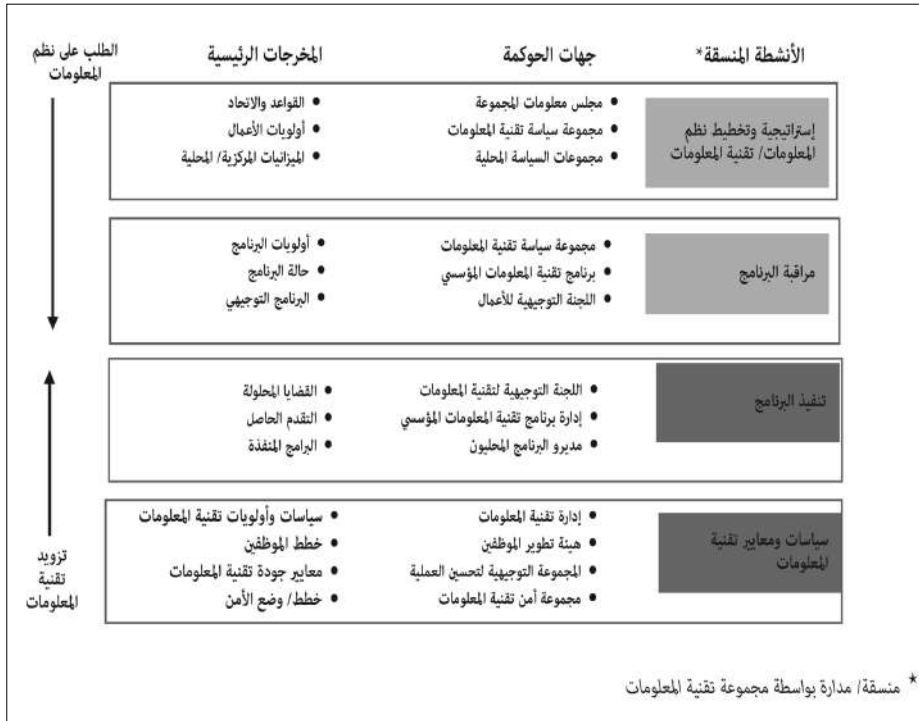 الأنشطة المنسقة*
جهات الحوكمة
المخرجات الرئيسية
الطلب على نظم
المعلومات
إستراتيجية وتخطيط نظم
المعلومات/ تقنية المعلومات
• مجلس معلومات المجموعة
• مجموعة سياسة تقنية المعلومات
• مجموعات السياسة المحلية
• القواعد والاتحاد
• أولويات الأعمال
• الميزانيات المركزية/ المحلية
مراقبة البرنامج
• مجموعة سياسة تقنية المعلومات
• برنامج تقنية المعلومات المؤسسي
• اللجنة التوجيهية للأعمال
• أولويات البرنامج
• حالة البرنامج
• البرنامج التوجيهي
تنفيذ البرنامج
• اللجنة التوجيهية لتقنية المعلومات
• إدارة برنامج تقنية المعلومات المؤسسي
• مديرو البرنامج المحليون
• القضايا المحلولة
• التقدم الحاصل
• البرامج المنفذة
سياسات ومعايير تقنية
المعلومات
• إدارة تقنية المعلومات
• هيئة تطوير الموظفين
• المجموعة التوجيهية لتحسين العملية
• مجموعة أمن تقنية المعلومات
• سياسات وأولويات تقنية المعلومات
• خطط الموظفين
• معايير جودة تقنية المعلومات
• خطط/ وضع الأمن
تزويد
تقنية
المعلومات
* منسقة/ مدارة بواسطة مجموعة تقنية المعلومات